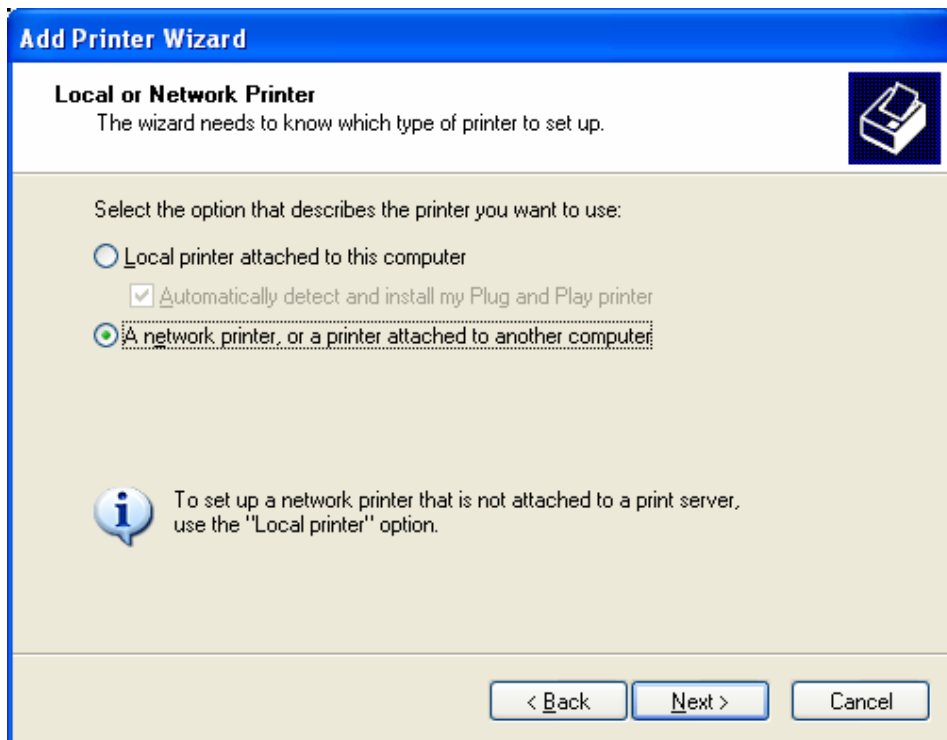 Add Printer Wizard
Local or Network Printer
The wizard needs to know which type of printer to set up.
Select the option that describes the printer you want to use:
Local printer attached to this computer
Automatically detect and install my Plug and Play printer
A network printer, or a printer attached to another computer
To set up a network printer that is not attached to a print server,
use the "Local printer" option.
< Back
Next >
Cancel